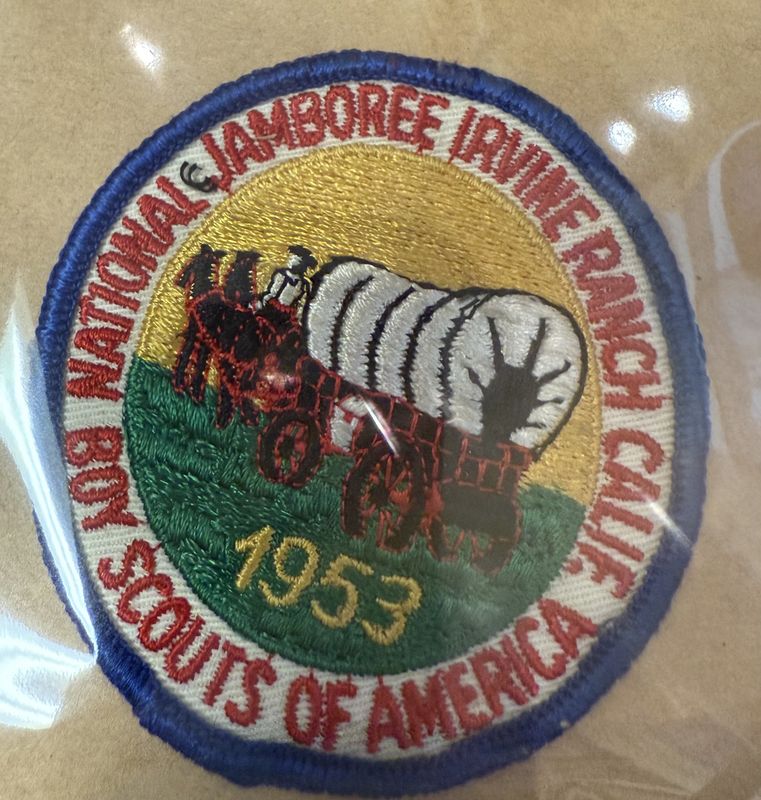 NATIONAL JAMBOREE IRVINE RANCH CALIF.
1953
BOY SCOUTS OF AMERICA